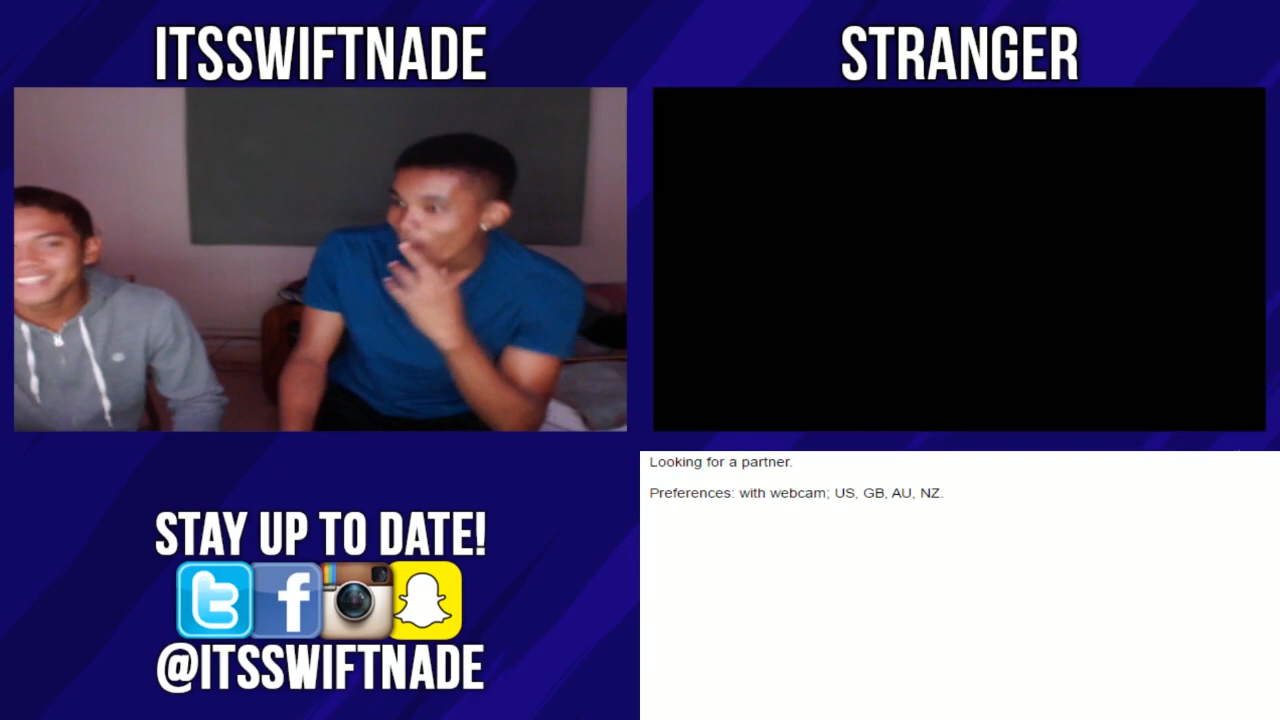 ITSSWIFTNADE
STRANGER
Looking for a partner.
Preferences: with webcam; US, GB, AU, NZ.
STAY UP TO DATE!
@ITSSWIFTNADE